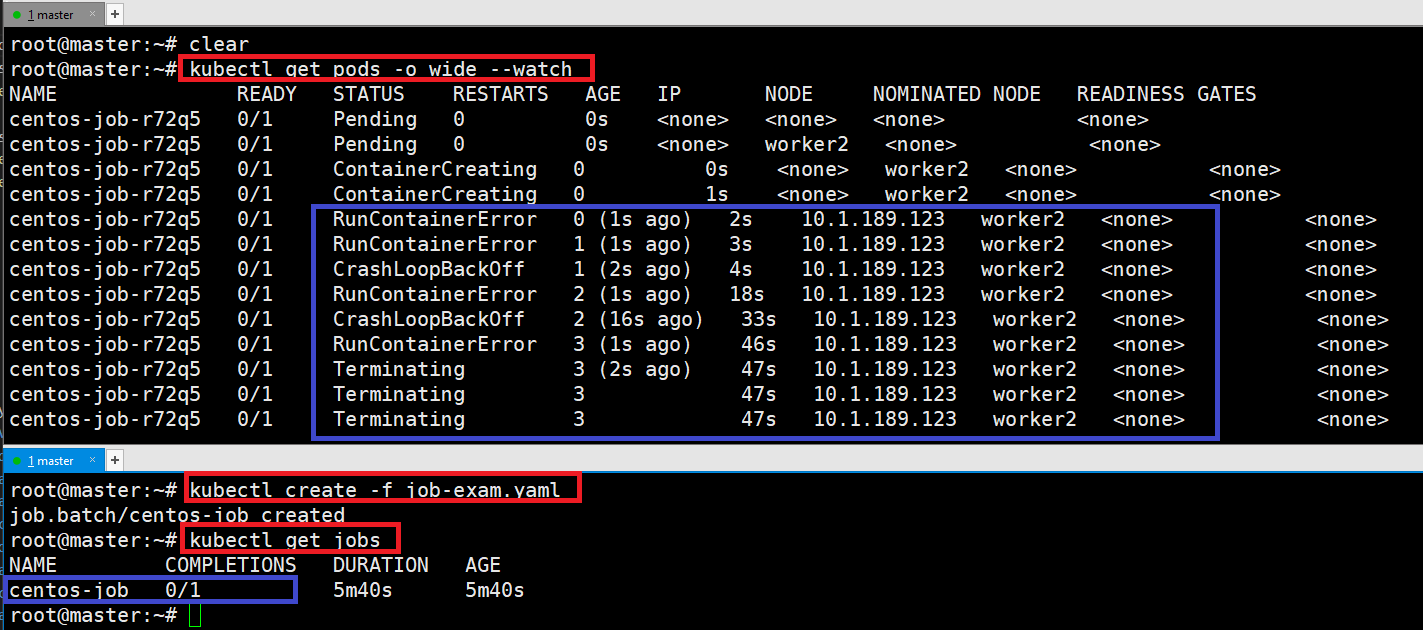 1 master × +
root@master:~# clear
root@master:~# kubectl get pods -o wide --watch
NAME READY STATUS RESTARTS AGE IP NODE NOMINATED NODE READINESS GATES
centos-job-r72q5 0/1 Pending 0 0s <none> <none> <none> <none>
centos-job-r72q5 0/1 Pending 0 0s <none> worker2 <none> <none>
centos-job-r72q5 0/1 ContainerCreating 0 0s <none> worker2 <none> <none>
centos-job-r72q5 0/1 ContainerCreating 0 1s <none> worker2 <none> <none>
centos-job-r72q5 0/1 RunContainerError 0 (1s ago) 2s 10.1.189.123 worker2 <none> <none>
centos-job-r72q5 0/1 RunContainerError 1 (1s ago) 3s 10.1.189.123 worker2 <none> <none>
centos-job-r72q5 0/1 CrashLoopBackOff 1 (2s ago) 4s 10.1.189.123 worker2 <none> <none>
centos-job-r72q5 0/1 RunContainerError 2 (1s ago) 18s 10.1.189.123 worker2 <none> <none>
centos-job-r72q5 0/1 CrashLoopBackOff 2 (16s ago) 33s 10.1.189.123 worker2 <none> <none>
centos-job-r72q5 0/1 RunContainerError 3 (1s ago) 46s 10.1.189.123 worker2 <none> <none>
centos-job-r72q5 0/1 Terminating 3 (2s ago) 47s 10.1.189.123 worker2 <none> <none>
centos-job-r72q5 0/1 Terminating 3 47s 10.1.189.123 worker2 <none> <none>
centos-job-r72q5 0/1 Terminating 3 47s 10.1.189.123 worker2 <none> <none>
1 master × +
root@master:~# kubectl create -f job-exam.yaml
job.batch/centos-job created
root@master:~# kubectl get jobs
NAME COMPLETIONS DURATION AGE
centos-job 0/1 5m40s 5m40s
root@master:~#